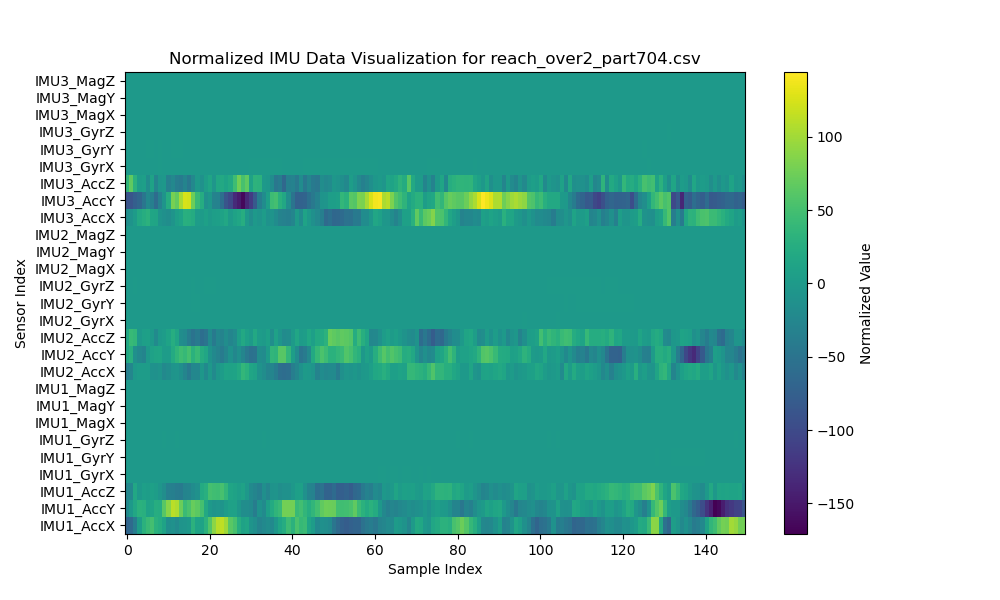 Normalized IMU Data Visualization for reach_over2_part704.csv
IMU3_MagZ
IMU3_MagY
IMU3_MagX
IMU3_GyrZ
IMU3_GyrY
IMU3_GyrX
IMU3_AccZ
IMU3_AccY
IMU3_AccX
IMU2_MagZ
IMU2_MagY
IMU2_MagX
IMU2_GyrZ
IMU2_GyrY
IMU2_GyrX
IMU2_AccZ
IMU2_AccY
IMU2_AccX
IMU1_MagZ
IMU1_MagY
IMU1_MagX
IMU1_GyrZ
IMU1_GyrY
IMU1_GyrX
IMU1_AccZ
IMU1_AccY
IMU1_AccX
Sensor Index
0 20 40 60 80 100 120 140
Sample Index
100
50
0
−50
−100
−150
Normalized Value